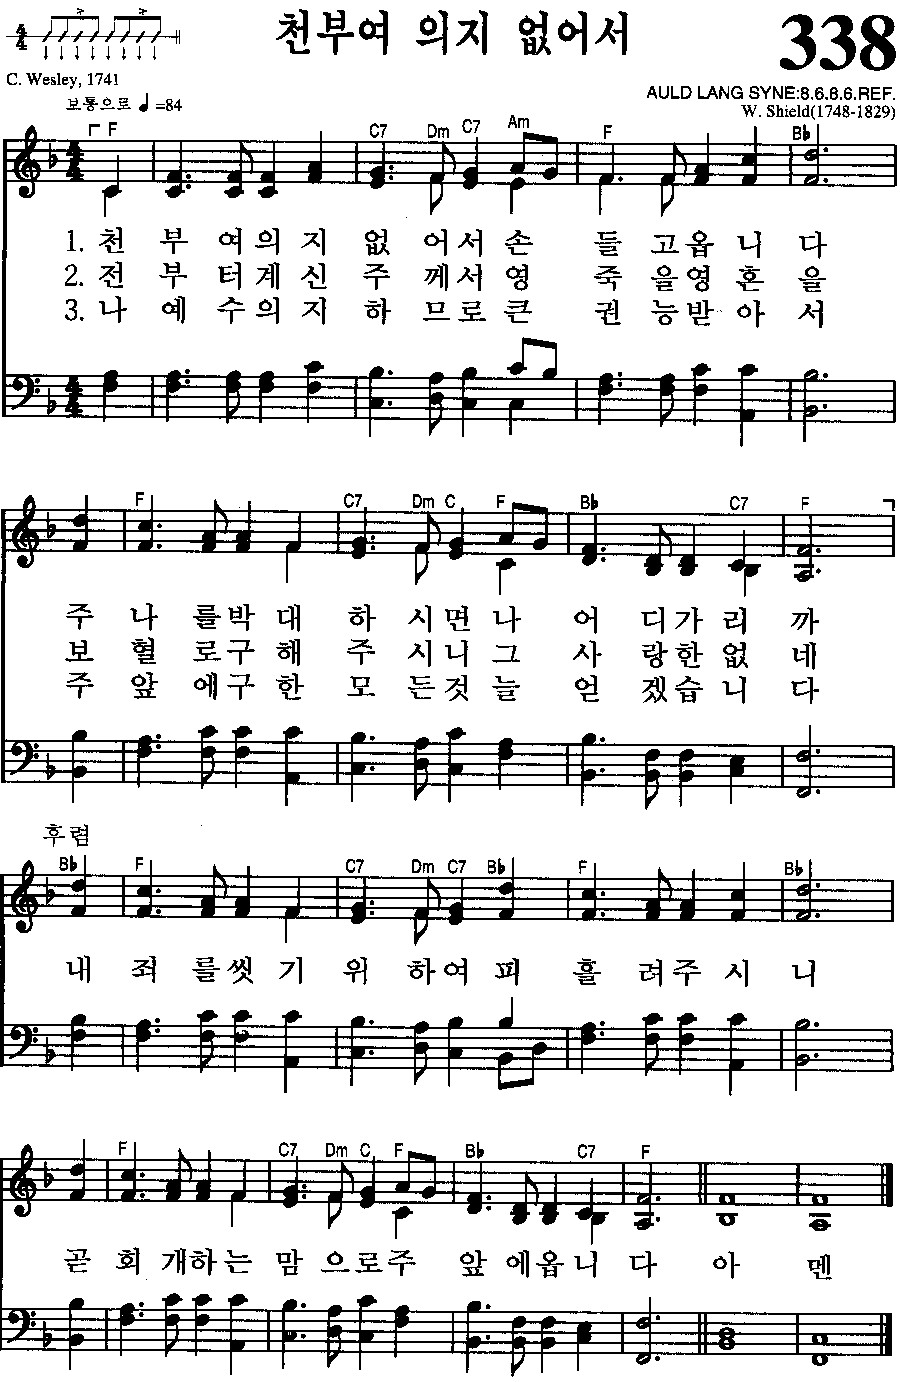 천부여 의지 없어서
338
C. Wesley, 1741
보통으로 ♩=84
AULD LANG SYNE:8.6.8.6.REF.
W. Shield(1748-1829)
F C7 Dm C7 Am F B♭
1. 천 부 여의 지 없 어서손 들 고옵 니 다
2. 전 부 터계 신 주 께서영 죽 을영 혼 을
3. 나 예 수의 지 하 므로큰 권 능받 아 서
F C7 Dm C F B♭ C7 F
주 나 를박 대 하 시면나 어 디가 리 까
보 혈 로구 해 주 시니그 사 랑한 없 네
주 앞 에구 한 모 든것늘 얻 겠습 니 다
후렴
B♭ F C7 Dm C7 B♭ F B♭
내 죄 를씻 기 위 하여피 흘 려주 시 니
F C7 Dm C F B♭ C7 F
곧 회 개하는 맘 으로주 앞 에옵니 다 아 멘